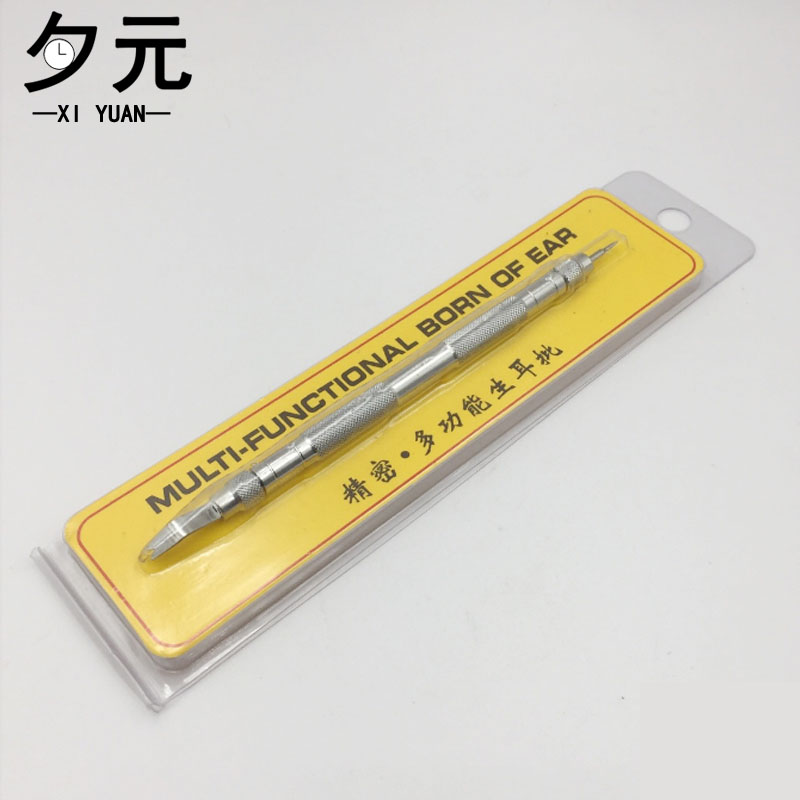 夕元
—XI YUAN—
MULTI-FUNCTIONAL BORN OF EAR
精密·多功能生耳批